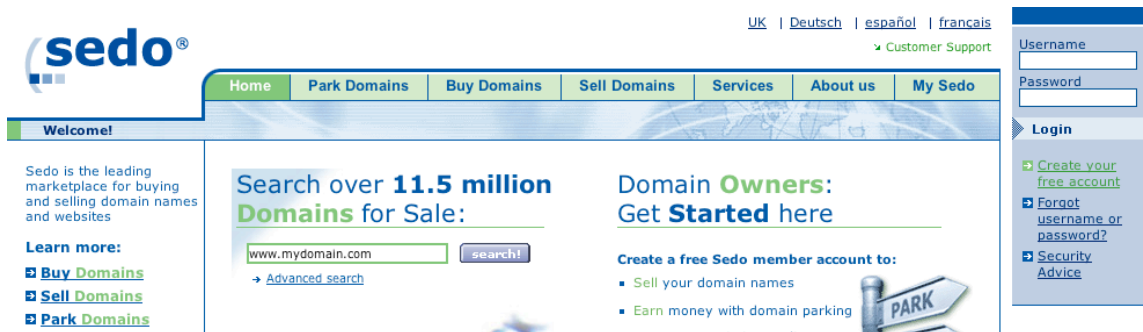 UK | Deutsch | español | français
sedo®
Customer Support
Home Park Domains Buy Domains Sell Domains Services About us My Sedo
Welcome!
Sedo is the leading
marketplace for buying
and selling domain names
and websites
Learn more:
Buy Domains
Sell Domains
Park Domains
Search over 11.5 million
Domains for Sale:
www.mydomain.com search!
Advanced search
Domain Owners:
Get Started here
Create a free Sedo member account to:
Sell your domain names
Earn money with domain parking
PARK
Username
Password
Login
Create your
free account
Forgot
username or
password?
Security
Advice